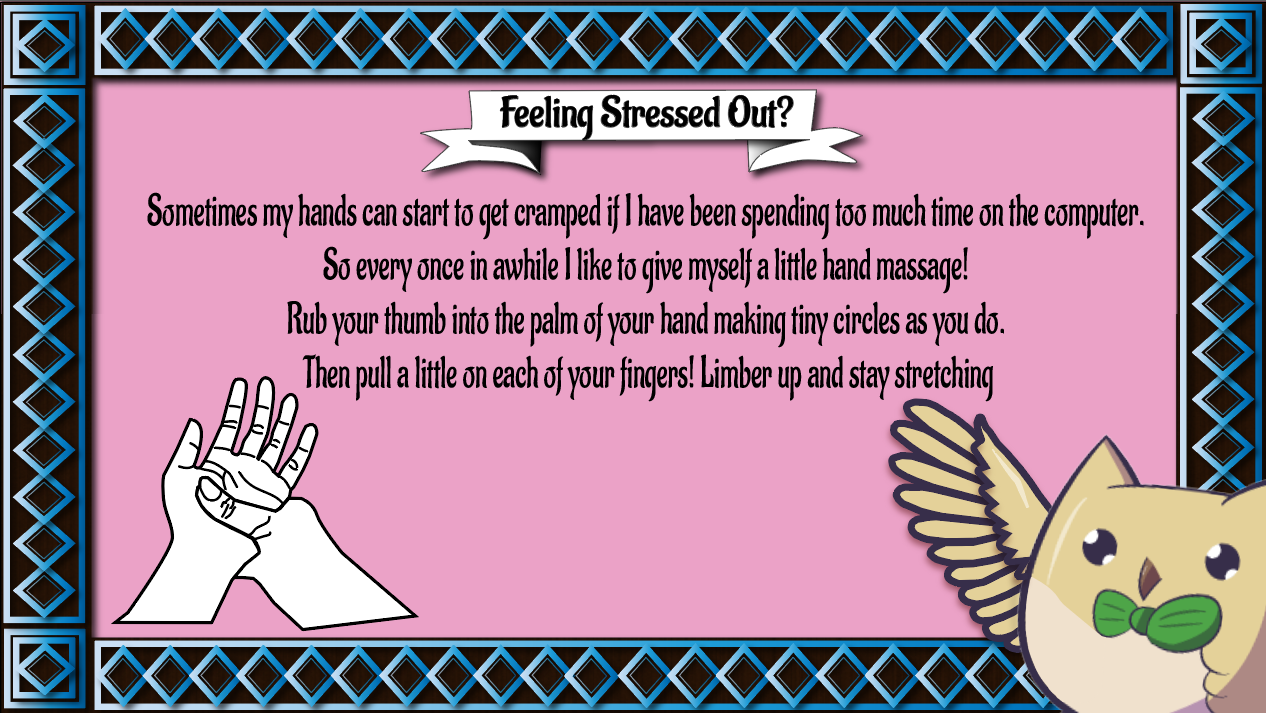 Feeling Stressed Out?
Sometimes my hands can start to get cramped if I have been spending too much time on the computer.
So every once in awhile I like to give myself a little hand massage!
Rub your thumb into the palm of your hand making tiny circles as you do.
Then pull a little on each of your fingers! Limber up and stay stretching